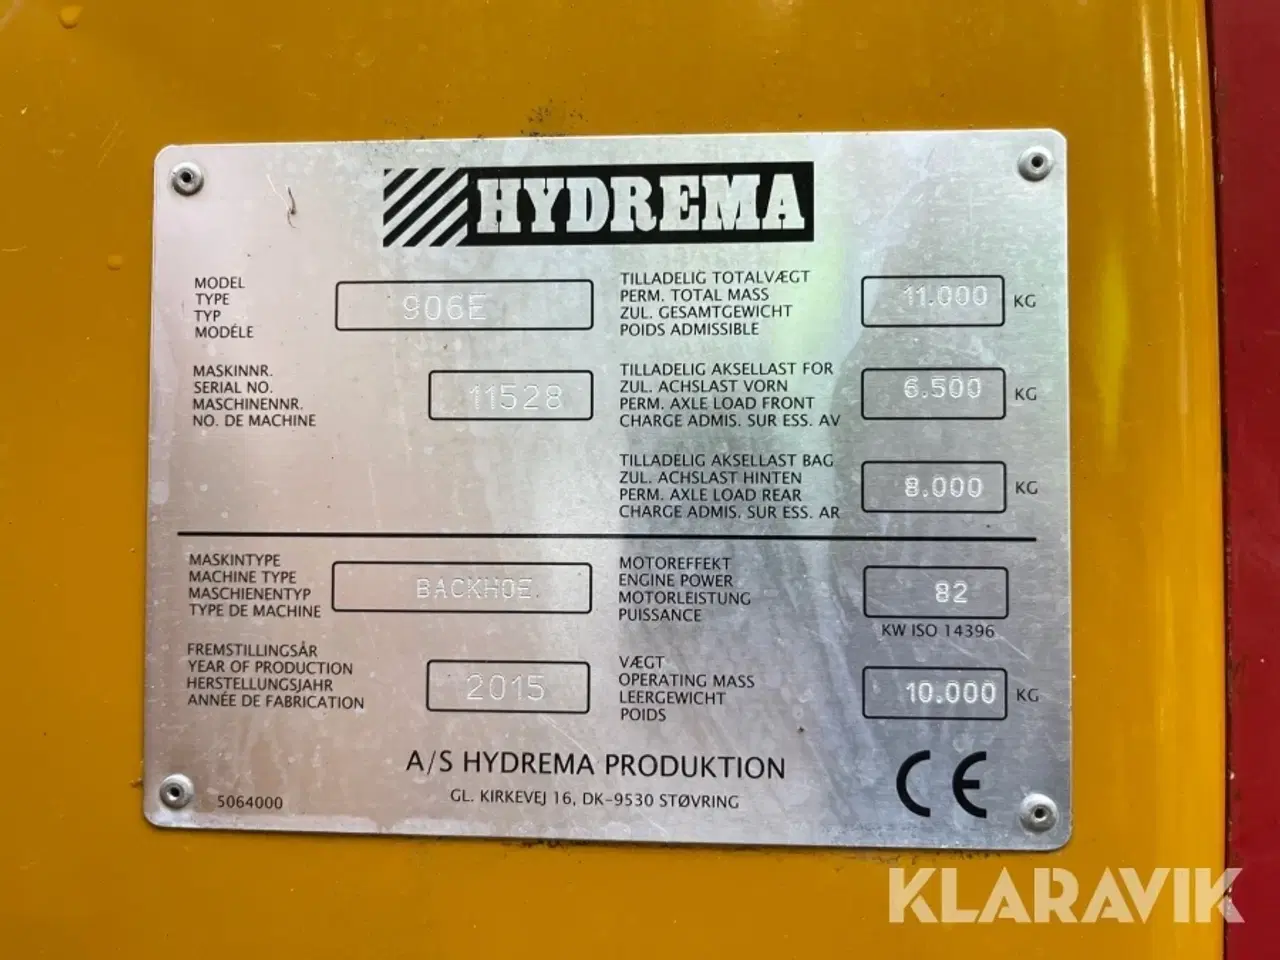 HYDREMA
MODEL
TYPE
TYP
MODÉLE
906E
MASKINNR.
SERIAL NO.
MASCHINENNR.
NO. DE MACHINE
11528
TILLADELIG TOTALVÆGT
PERM. TOTAL MASS
ZUL. GESAMTGEWICHT
POIDS ADMISSIBLE
11.000 KG
TILLADELIG AKSELLAST FOR
ZUL. ACHSLAST VORN
PERM. AXLE LOAD FRONT
CHARGE ADMIS. SUR ESS. AV
6.500 KG
TILLADELIG AKSELLAST BAG
ZUL. ACHSLAST HINTEN
PERM. AXLE LOAD REAR
CHARGE ADMIS. SUR ESS. AR
8.000 KG
MASKINTYPE
MACHINE TYPE
MASCHIENENTYP
TYPE DE MACHINE
BACKHOE.
FREMSTILLINGSÅR
YEAR OF PRODUCTION
HERSTELLUNGSJAHR
ANNÉE DE FABRICATION
2015
MOTOREFFEKT
ENGINE POWER
MOTORLEISTUNG
PUISSANCE
82
KW ISO 14396
VÆGT
OPERATING MASS
LEERGEWICHT
POIDS
10.000 KG
A/S HYDREMA PRODUKTION
GL. KIRKEVEJ 16, DK-9530 STØVRING
5064000
CE
KLARAVIK